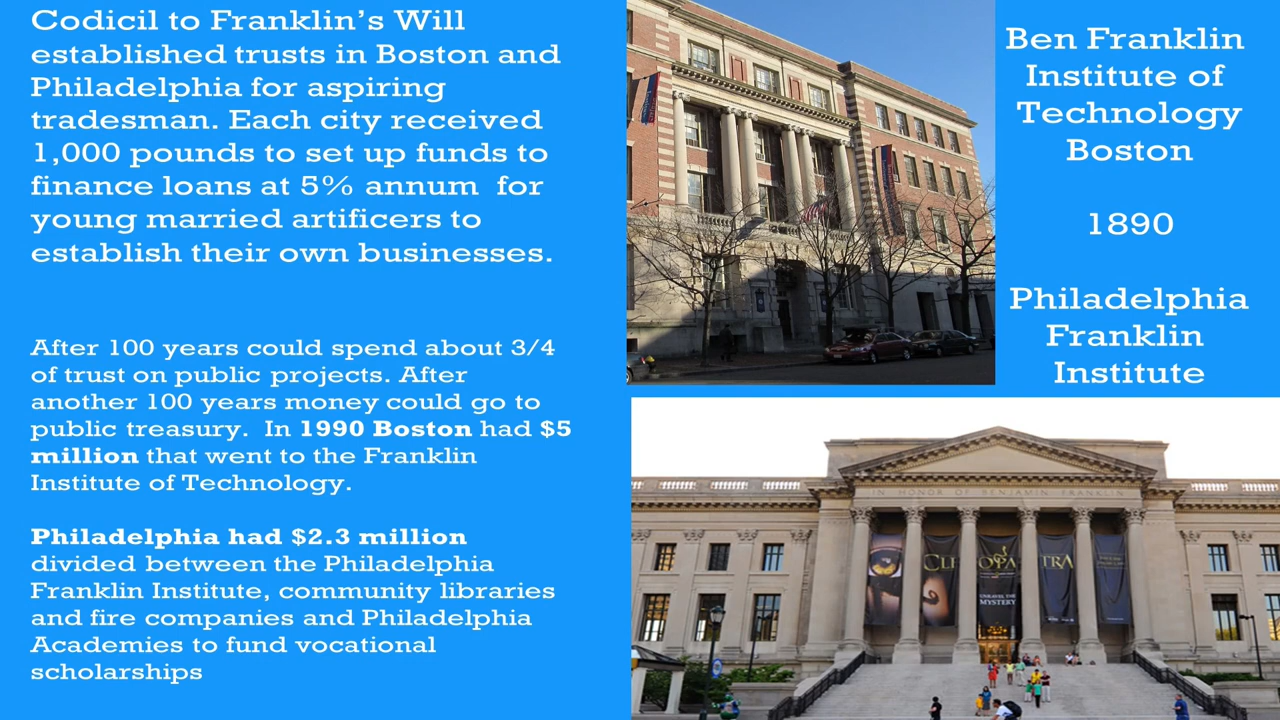 Codicil to Franklin's Will
established trusts in Boston and
Philadelphia for aspiring
tradesman. Each city received
1,000 pounds to set up funds to
finance loans at 5% annum  for
young married artificers to
establish their own businesses.
After 100 years could spend about 3/4
of trust on public projects. After
another 100 years money could go to
public treasury.  In 1990 Boston had $5
million that went to the Franklin
Institute of Technology.
Philadelphia had $2.3 million
divided between the Philadelphia
Franklin Institute, community libraries
and fire companies and Philadelphia
Academies to fund vocational
scholarships
Ben Franklin
Institute of
Technology
Boston
1890
Philadelphia
Franklin
Institute
IN HONOR OF BENJAMIN FRANKLIN
CLEOPATRA
UNRAVEL THE
MYSTERY